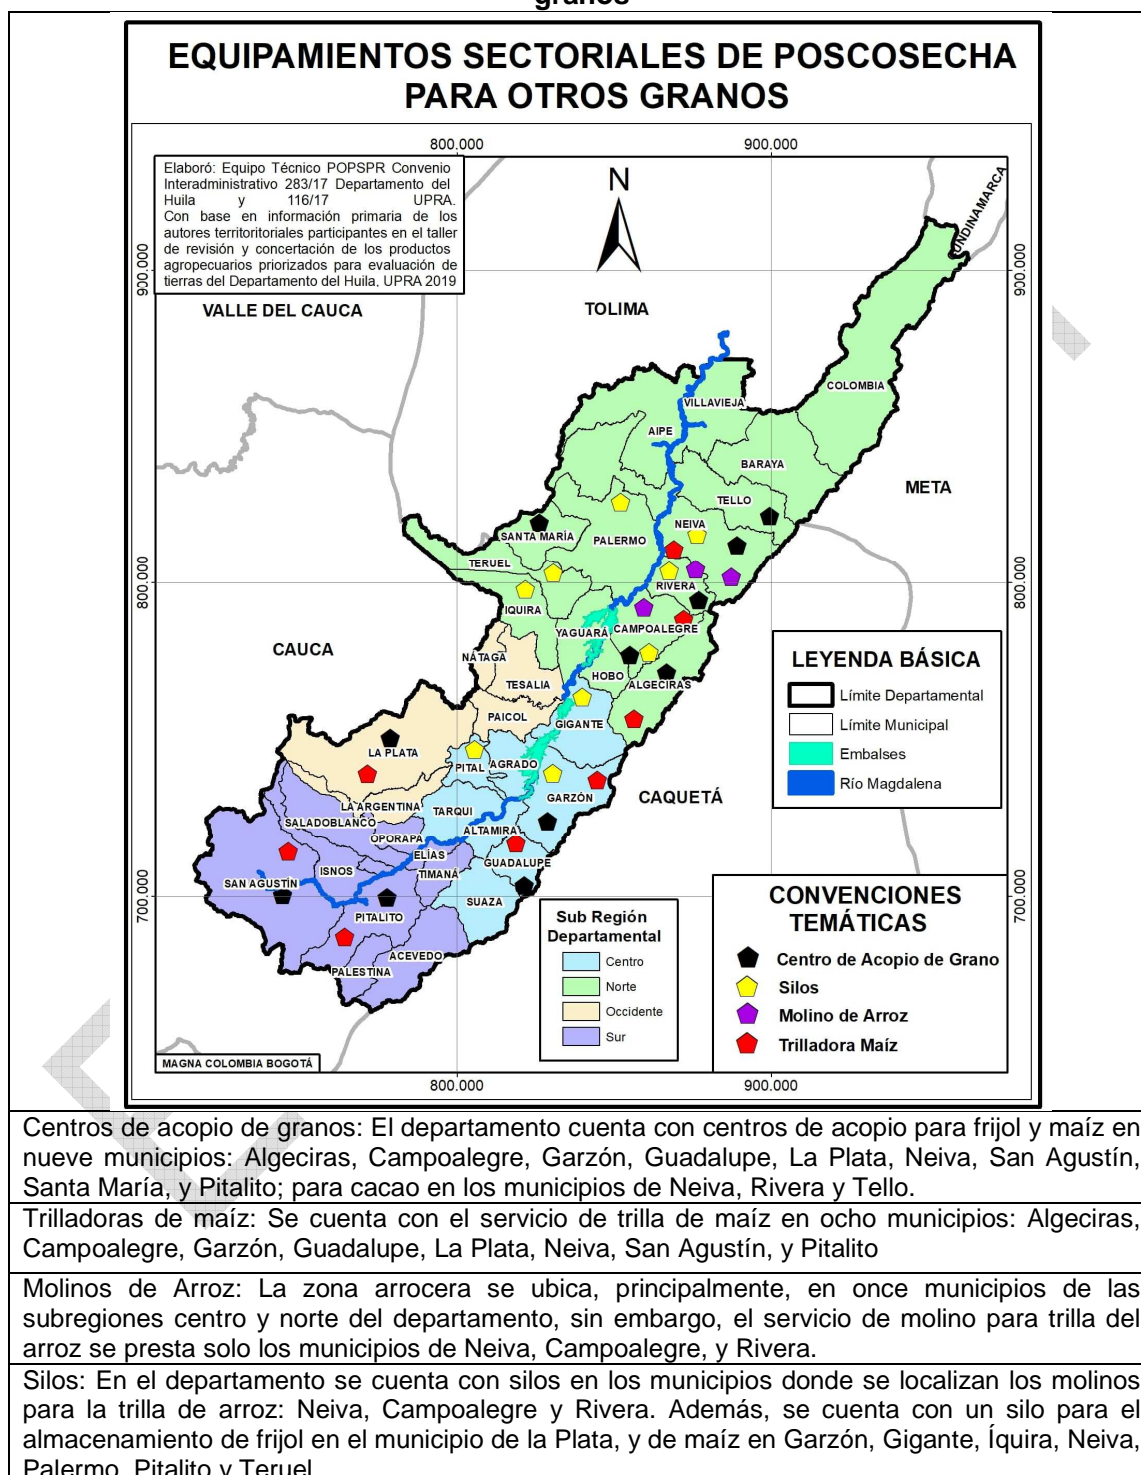 granos
EQUIPAMIENTOS SECTORIALES DE POSCOSECHA
PARA OTROS GRANOS
800.000
900.000
Elaboró: Equipo Técnico POPSPR Convenio
Interadministrativo 283/17 Departamento del
Huila y 116/17 UPRA.
Con base en información primaria de los
autores territoritoriales participantes en el taller
de revisión y concertación de los productos
agropecuarios priorizados para evaluación de
tierras del Departamento del Huila, UPRA 2019
N
UNDINAMARCA
900.000
900.000
VALLE DEL CAUCA
TOLIMA
COLOMBIA
VILLAVIEJA
AIPE
BARAYA
META
TELLO
NEIVA
SANTA MARÍA
PALERMO
TERUEL
800.000
RIVERA
800.000
IQUIRA
YAGUARÁ
CAMPOALEGRE
CAUCA
NÁTAGA
TESALIA
HOBO
ALGECIRAS
PAICOL
GIGANTE
LA PLATA
PITAL
AGRADO
GARZÓN
CAQUETÁ
LA ARGENTINA
TARQUI
SALADOBLANCO
ALTAMIRA
OPORAPA
ELÍAS
GUADALUPE
ISNOS
TIMANÁ
SAN AGUSTÍN
SUAZA
700.000
700.000
PITALITO
ACEVEDO
PALESTINA
LEYENDA BÁSICA
Límite Departamental
Límite Municipal
Embalses
Río Magdalena
Sub Región
Departamental
Centro
Norte
Occidente
Sur
CONVENCIONES
TEMÁTICAS
Centro de Acopio de Grano
Silos
Molino de Arroz
Trilladora Maíz
MAGNA COLOMBIA BOGOTÁ
800.000
900.000
Centros de acopio de granos: El departamento cuenta con centros de acopio para frijol y maíz en
nueve municipios: Algeciras, Campoalegre, Garzón, Guadalupe, La Plata, Neiva, San Agustín,
Santa María, y Pitalito; para cacao en los municipios de Neiva, Rivera y Tello.
Trilladoras de maíz: Se cuenta con el servicio de trilla de maíz en ocho municipios: Algeciras,
Campoalegre, Garzón, Guadalupe, La Plata, Neiva, San Agustín, y Pitalito
Molinos de Arroz: La zona arrocera se ubica, principalmente, en once municipios de las
subregiones centro y norte del departamento, sin embargo, el servicio de molino para trilla del
arroz se presta solo los municipios de Neiva, Campoalegre, y Rivera.
Silos: En el departamento se cuenta con silos en los municipios donde se localizan los molinos
para la trilla de arroz: Neiva, Campoalegre y Rivera. Además, se cuenta con un silo para el
almacenamiento de frijol en el municipio de la Plata, y de maíz en Garzón, Gigante, Íquira, Neiva,
Palermo, Pitalito y Teruel